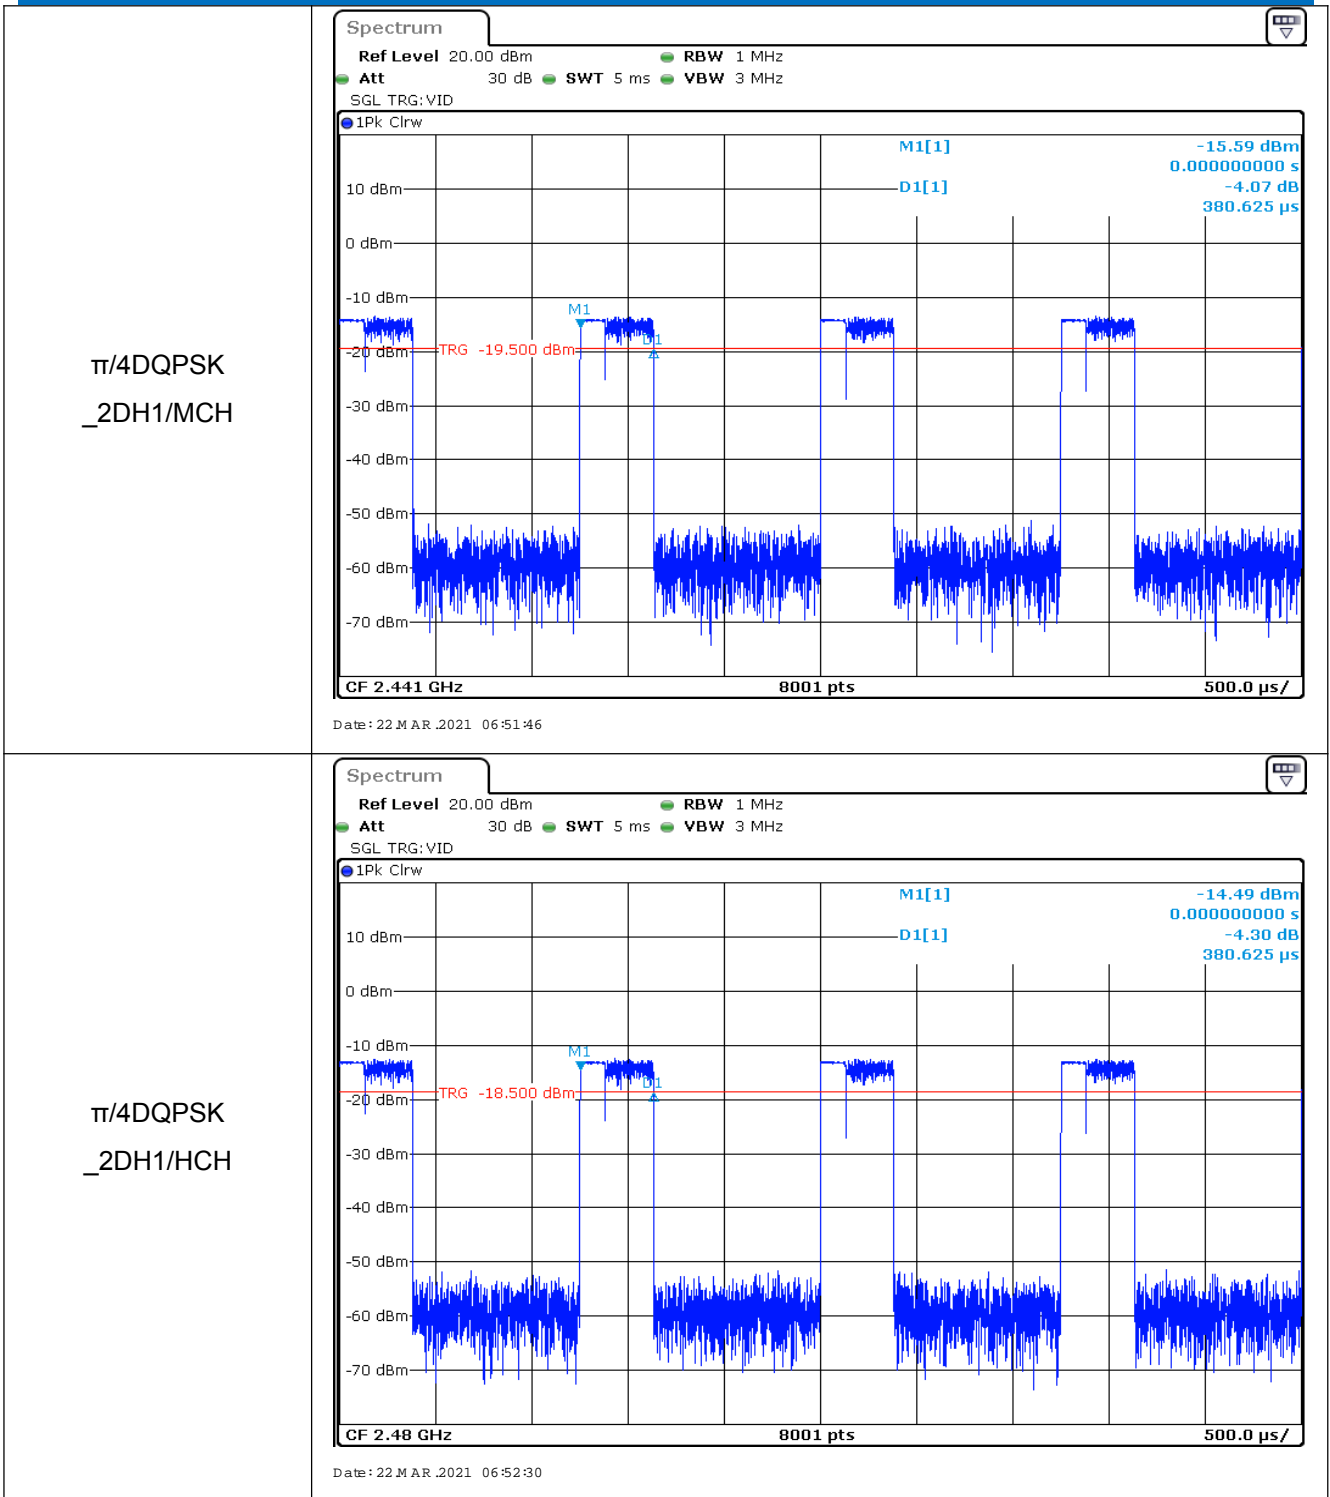 π/4DQPSK
_2DH1/MCH
Spectrum
Ref Level 20.00 dBm RBW 1 MHz
Att 30 dB SWT 5 ms VBW 3 MHz
SGL TRG:VID
1Pk Clrw
M1[1] -15.59 dBm
0.000000000 s
10 dBm D1[1] -4.07 dB
380.625 µs
0 dBm
-10 dBm
M1
D1
TRG -19.500 dBm
-20 dBm
-30 dBm
-40 dBm
-50 dBm
-60 dBm
-70 dBm
CF 2.441 GHz 8001 pts 500.0 µs/
Date: 22.MAR.2021 06:51:46
π/4DQPSK
_2DH1/HCH
Spectrum
Ref Level 20.00 dBm RBW 1 MHz
Att 30 dB SWT 5 ms VBW 3 MHz
SGL TRG:VID
1Pk Clrw
M1[1] -14.49 dBm
0.000000000 s
10 dBm D1[1] -4.30 dB
380.625 µs
0 dBm
-10 dBm
M1
D1
TRG -18.500 dBm
-20 dBm
-30 dBm
-40 dBm
-50 dBm
-60 dBm
-70 dBm
CF 2.48 GHz 8001 pts 500.0 µs/
Date: 22.MAR.2021 06:52:30